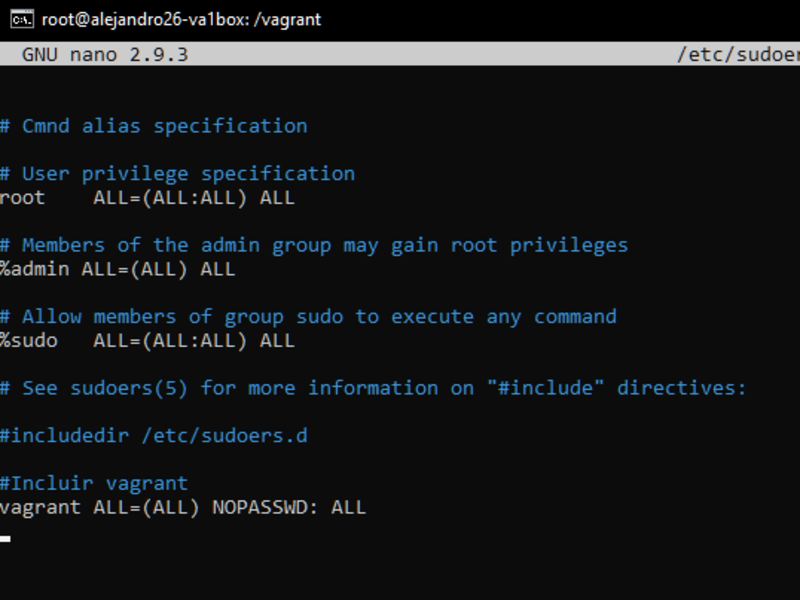 root@alejandro26-va1box: /vagrant
GNU nano 2.9.3 /etc/sudoer
# Cmnd alias specification
# User privilege specification
root ALL=(ALL:ALL) ALL
# Members of the admin group may gain root privileges
%admin ALL=(ALL) ALL
# Allow members of group sudo to execute any command
%sudo ALL=(ALL:ALL) ALL
# See sudoers(5) for more information on "#include" directives:
#includedir /etc/sudoers.d
#Incluir vagrant
vagrant ALL=(ALL) NOPASSWD: ALL